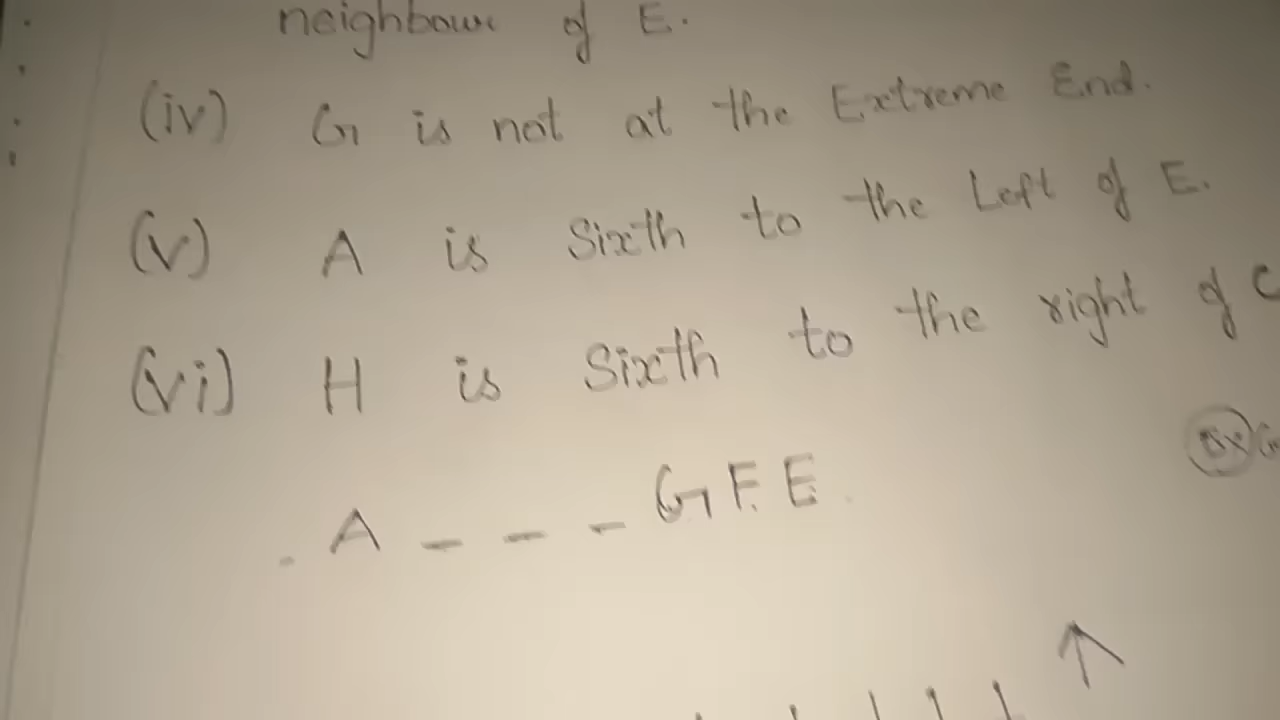 neighbour of E.
(iv) G is not at the Extreme End.
(v) A is Sixth to the Left of E.
(vi) H is Sixth to the right of C
. A _ _ _ G F E